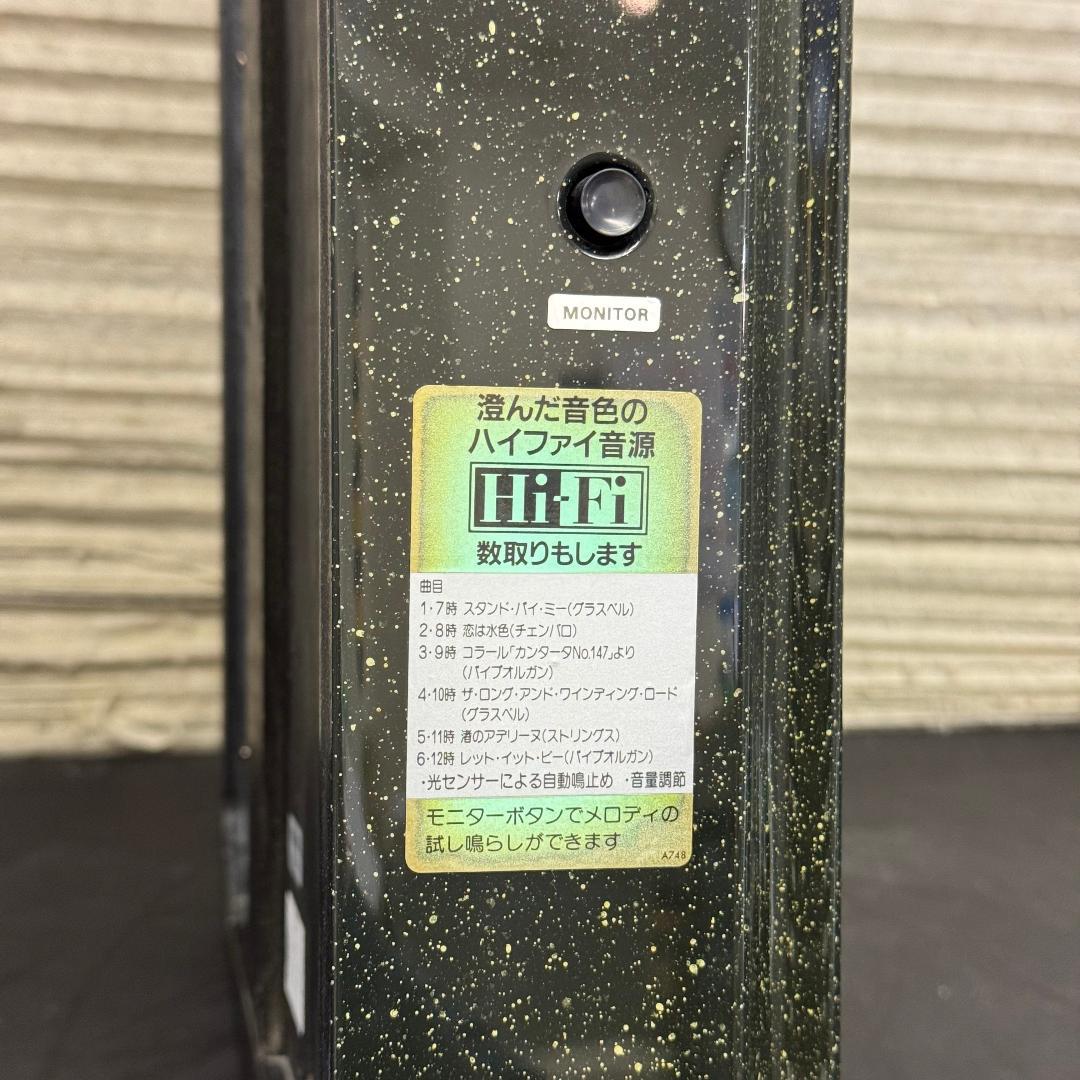 MONITOR
澄んだ音色の
ハイファイ音源
Hi-Fi
数取りもします
曲目
1・7時 スタンド・バイ・ミー(グラスベル)
2・8時 恋は水色(チェンバロ)
3・9時 コラール「カンタータNo.147」より
(パイプオルガン)
4・10時 ザ・ロング・アンド・ワインディング・ロード
(グラスベル)
5・11時 渚のアデリーヌ(ストリングス)
6・12時 レット・イット・ビー(パイプオルガン)
・光センサーによる自動鳴止め ・音量調節
モニターボタンでメロディの
試し鳴らしができます
A748